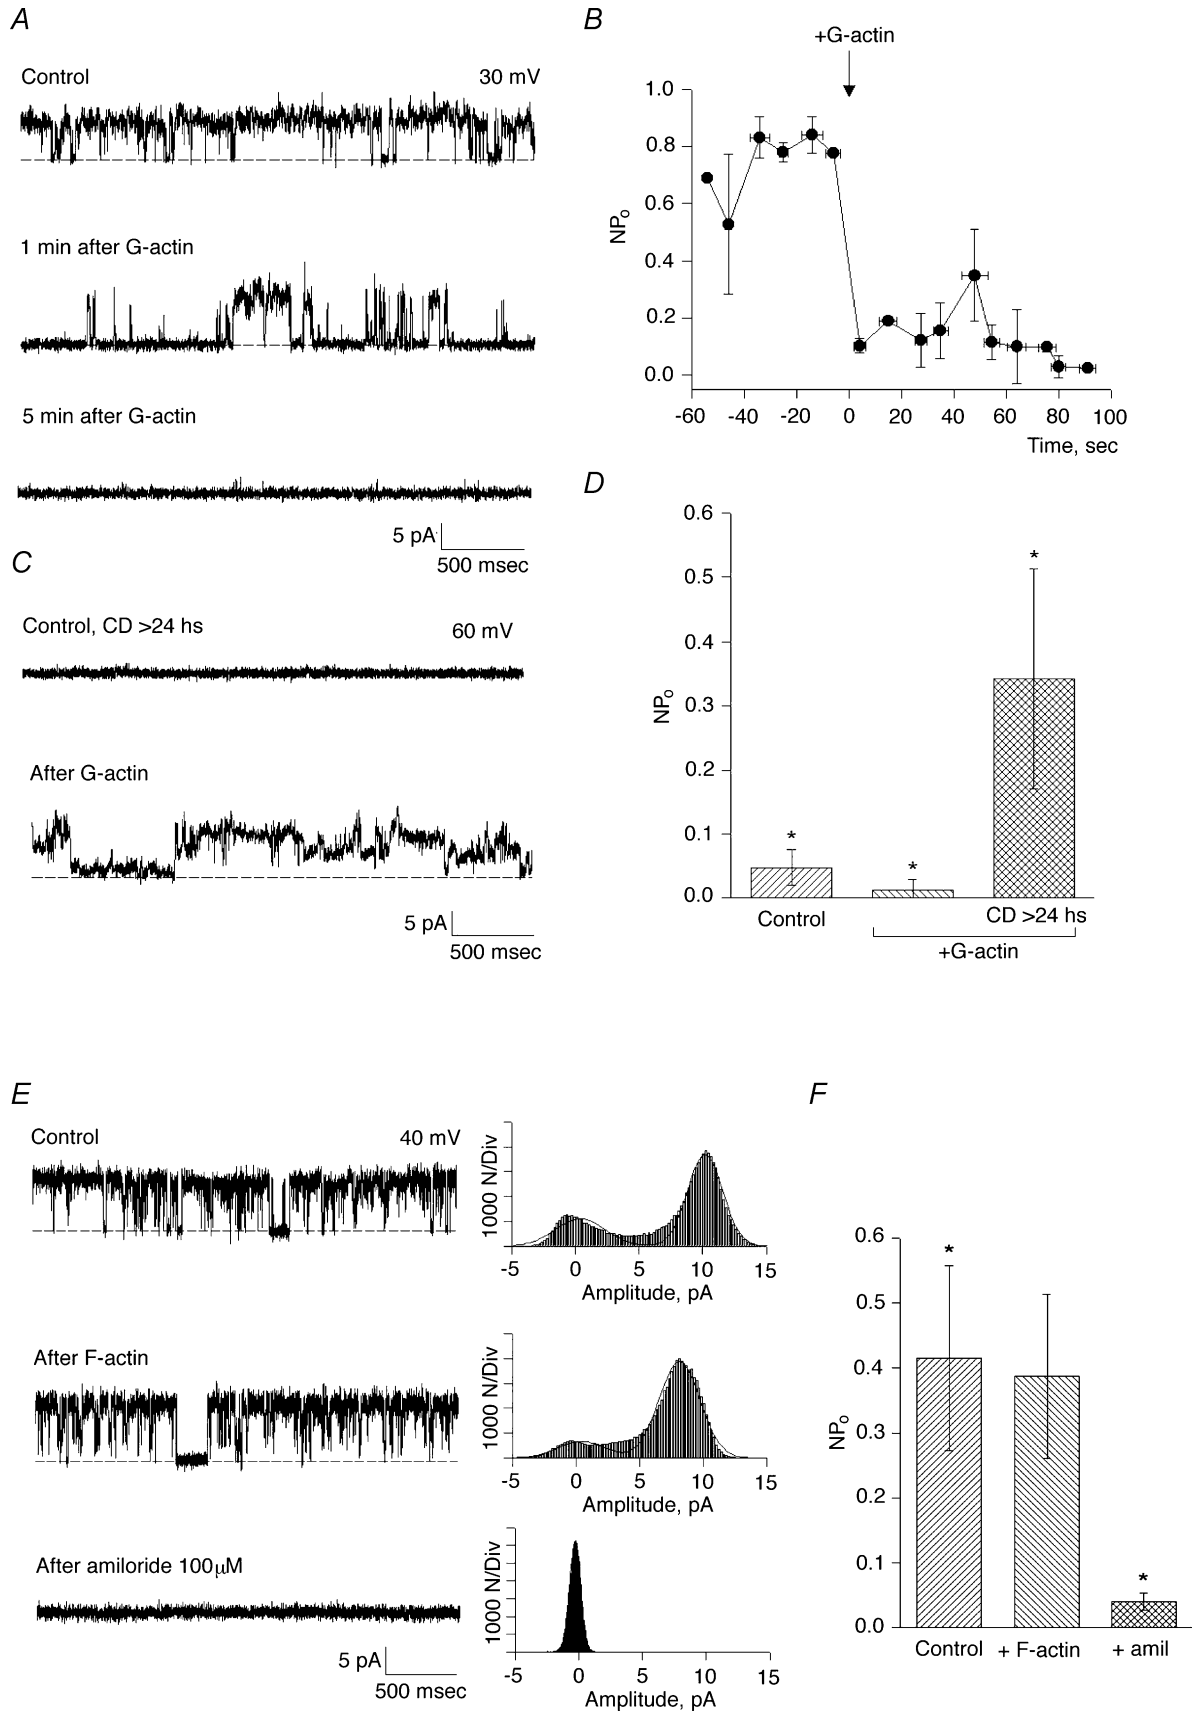 A
Control
30 mV
1 min after G-actin
5 min after G-actin
5 pA
500 msec
B
+G-actin
1.0
0.8
0.6
0.4
0.2
0.0
NPo
-60 -40 -20 0 20 40 60 80 100
Time, sec
C
Control, CD >24 hs
60 mV
After G-actin
5 pA
500 msec
D
0.6
0.5
0.4
0.3
0.2
0.1
0.0
NPo
*
*
*
Control
CD >24 hs
+G-actin
E
Control
40 mV
1000 N/Div
-5 0 5 10 15
Amplitude, pA
After F-actin
1000 N/Div
-5 0 5 10 15
Amplitude, pA
After amiloride 100μM
1000 N/Div
-5 0 5 10 15
Amplitude, pA
5 pA
500 msec
F
0.6
0.5
0.4
0.3
0.2
0.1
0.0
NPo
*
*
Control + F-actin + amil